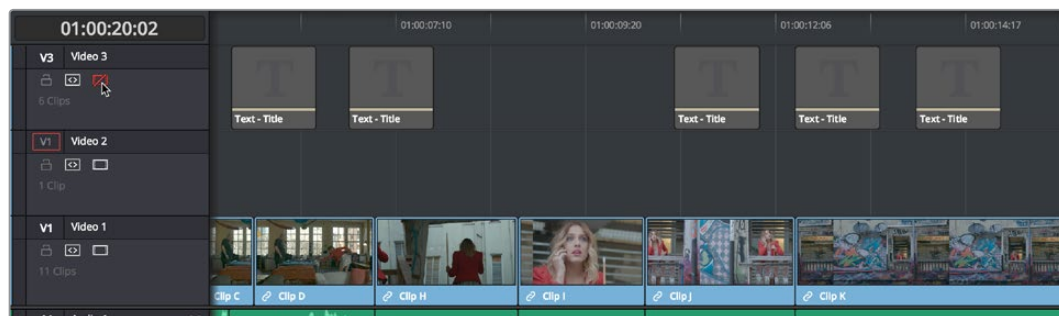 01:00:20:02
01:00:07:10
01:00:09:20
01:00:12:06
01:00:14:17
V3 Video 3
6 Clips
T T T T T
Text - Title Text - Title Text - Title Text - Title Text - Title
V1 Video 2
1 Clip
V1 Video 1
11 Clips
Clip C Clip D Clip H Clip I Clip J Clip K